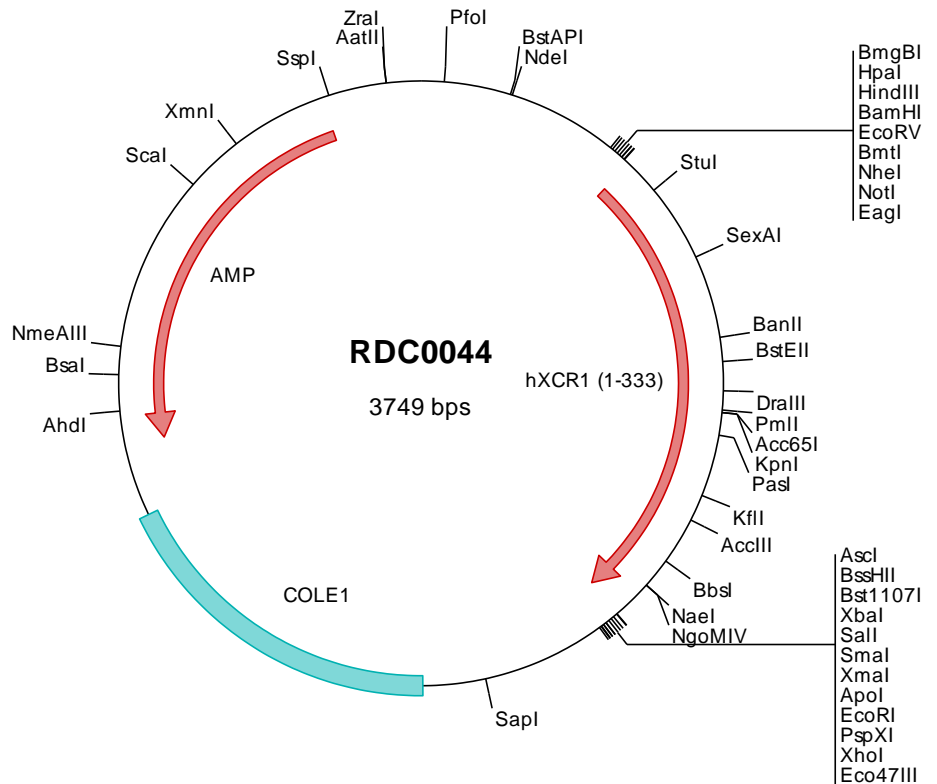 ZraI
AatII
PfoI
SspI
BstAPI
NdeI
XmnI
ScaI
BmgBI
HpaI
HindIII
BamHI
EcoRV
BmtI
NheI
NotI
EagI
StuI
SexAI
AMP
NmeAIII
BsaI
AhdI
RDC0044
3749 bps
hXCR1 (1-333)
BanII
BstEII
DraIII
PmlI
Acc65I
KpnI
PasI
KflI
AccIII
BbsI
NaeI
NgoMIV
COLE1
SapI
AscI
BssHII
Bst1107I
XbaI
SalI
SmaI
XmaI
ApoI
EcoRI
PspXI
XhoI
Eco47III